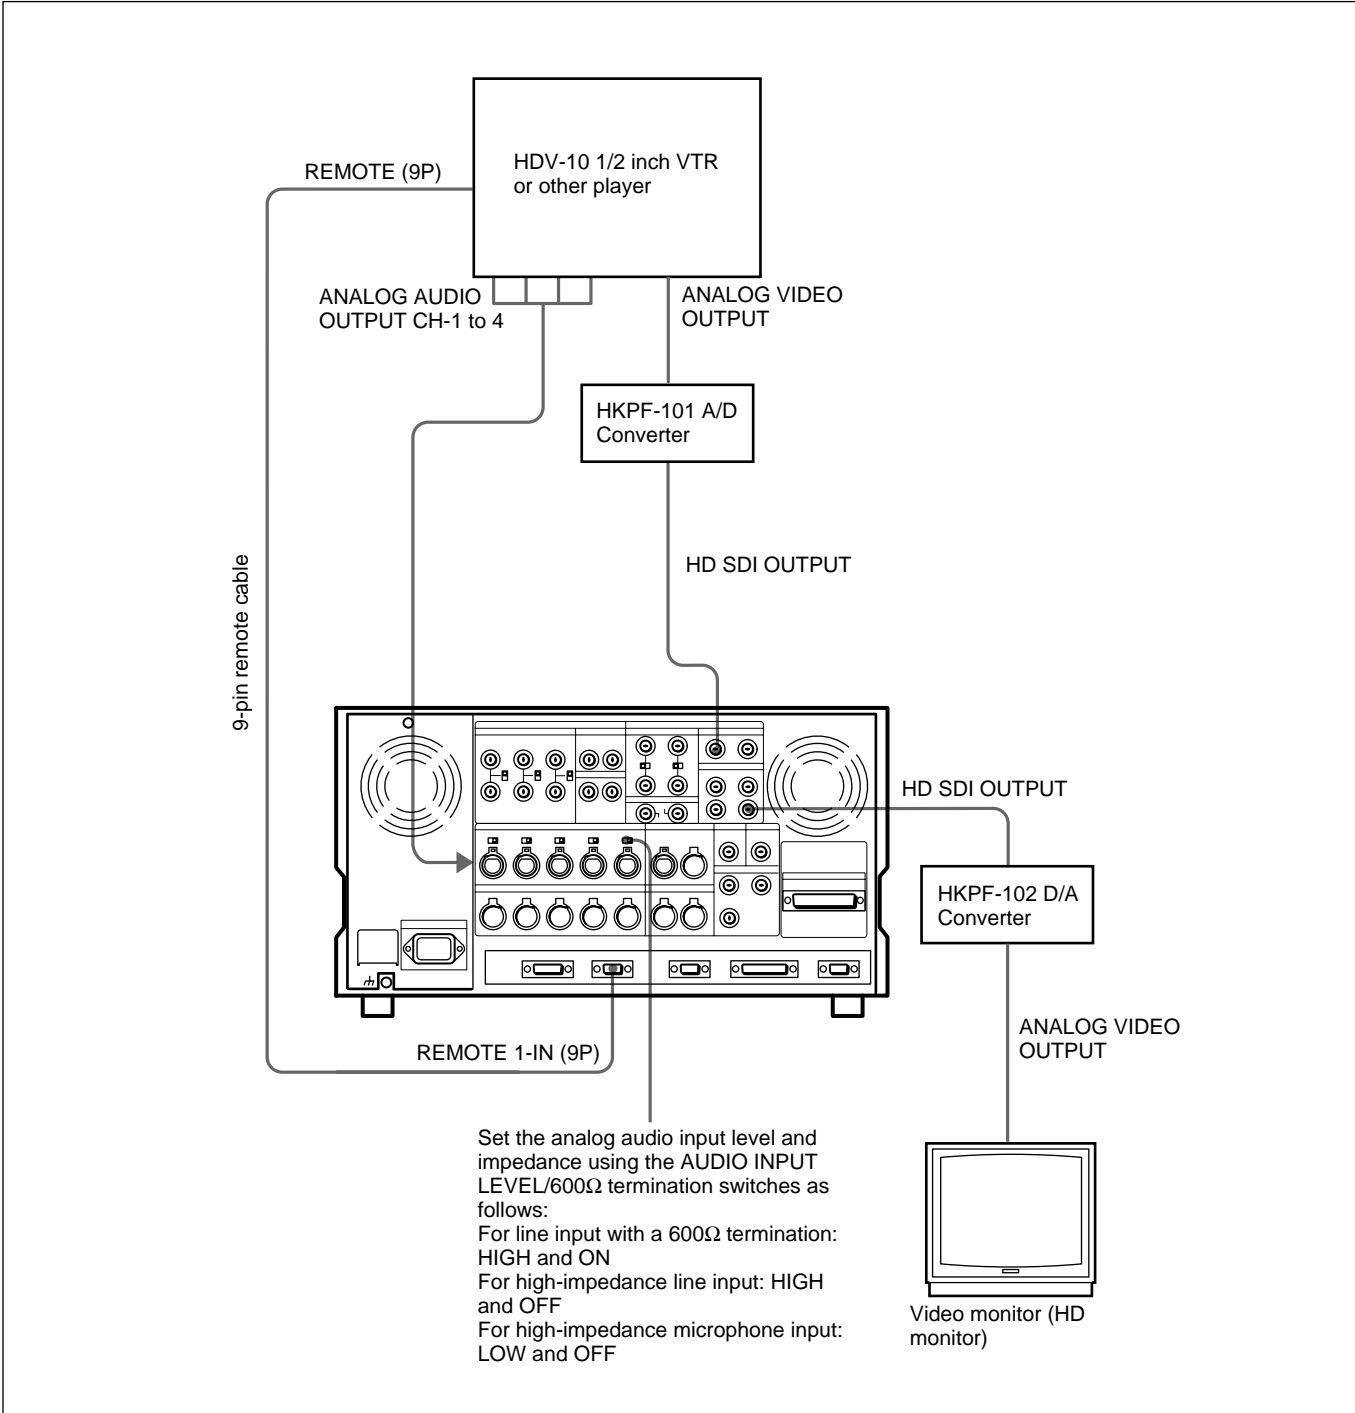 HDV-10 1/2 inch VTR
or other player
REMOTE (9P)
ANALOG AUDIO
OUTPUT CH-1 to 4
ANALOG VIDEO
OUTPUT
HKPF-101 A/D
Converter
HD SDI OUTPUT
9-pin remote cable
HD SDI OUTPUT
HKPF-102 D/A
Converter
ANALOG VIDEO
OUTPUT
REMOTE 1-IN (9P)
Set the analog audio input level and
impedance using the AUDIO INPUT
LEVEL/600Ω termination switches as
follows:
For line input with a 600Ω termination:
HIGH and ON
For high-impedance line input: HIGH
and OFF
For high-impedance microphone input:
LOW and OFF
Video monitor (HD
monitor)